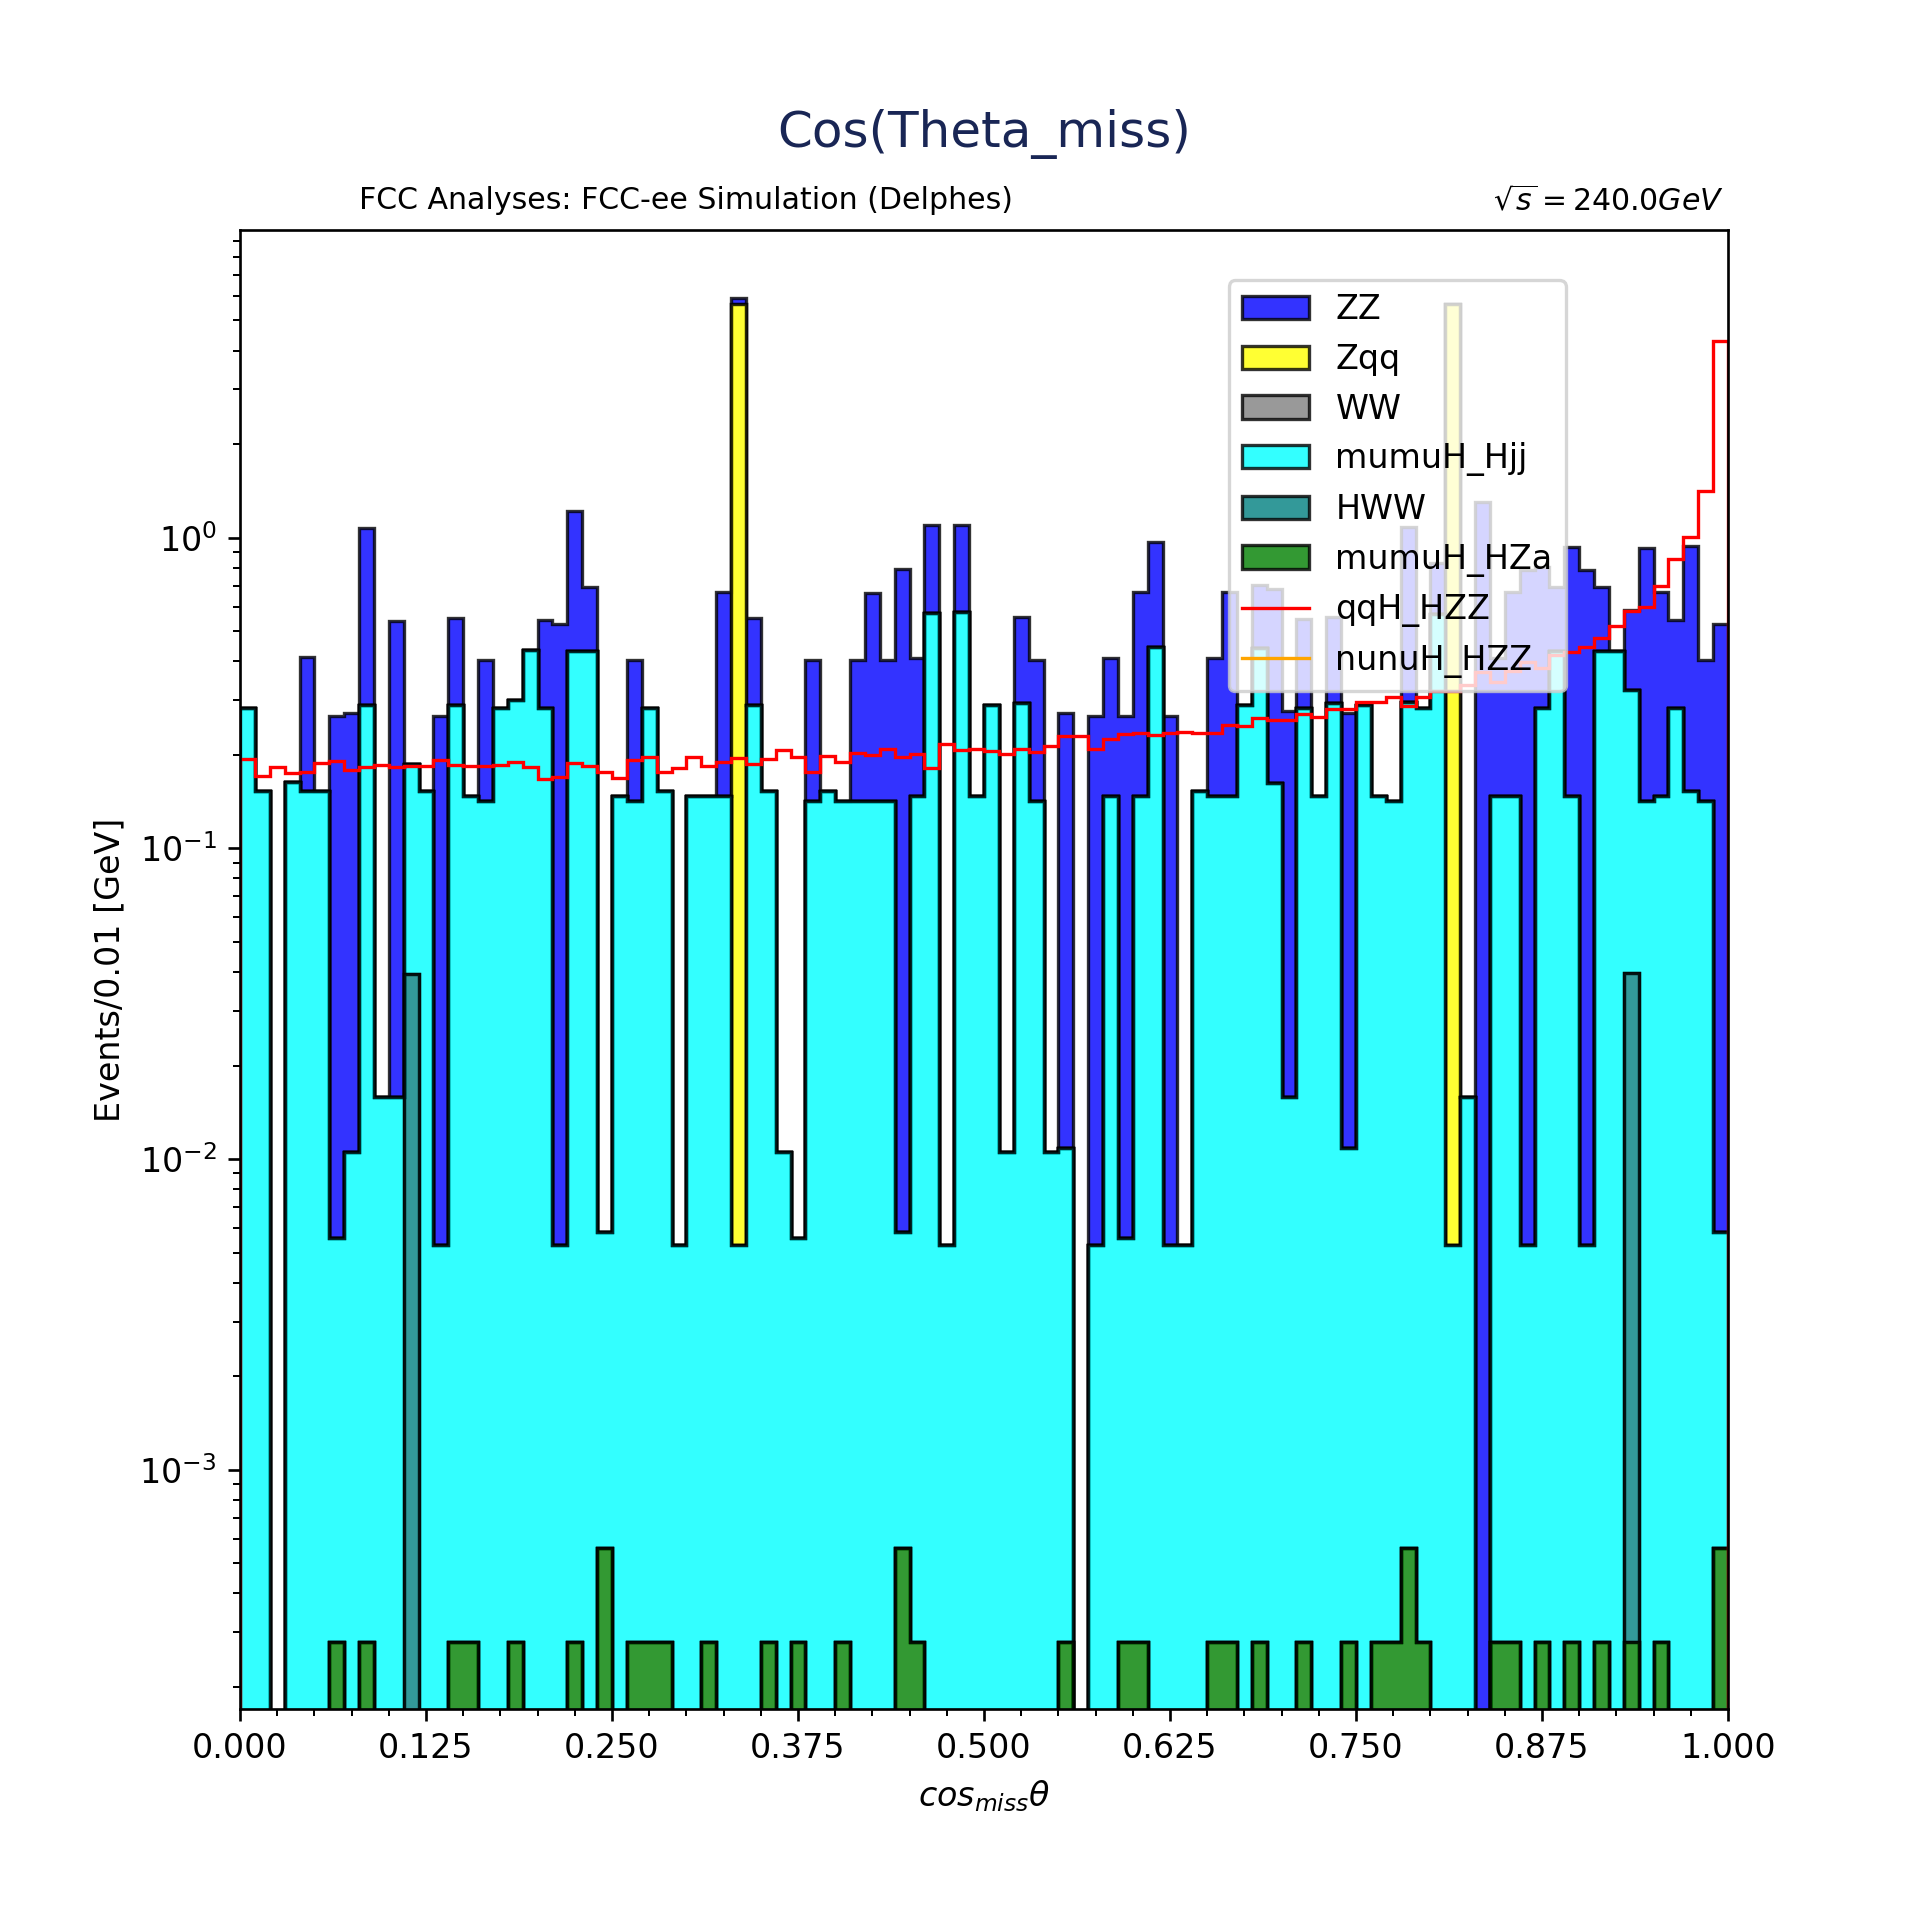 Cos(Theta_miss)
FCC Analyses: FCC-ee Simulation (Delphes)
√s = 240.0GeV
ZZ
Zqq
WW
mumuH_Hjj
HWW
mumuH_HZa
qqH_HZZ
nunuH_HZZ
10⁰
10⁻¹
10⁻²
10⁻³
Events/0.01 [GeV]
0.000 0.125 0.250 0.375 0.500 0.625 0.750 0.875 1.000
cos_miss θ